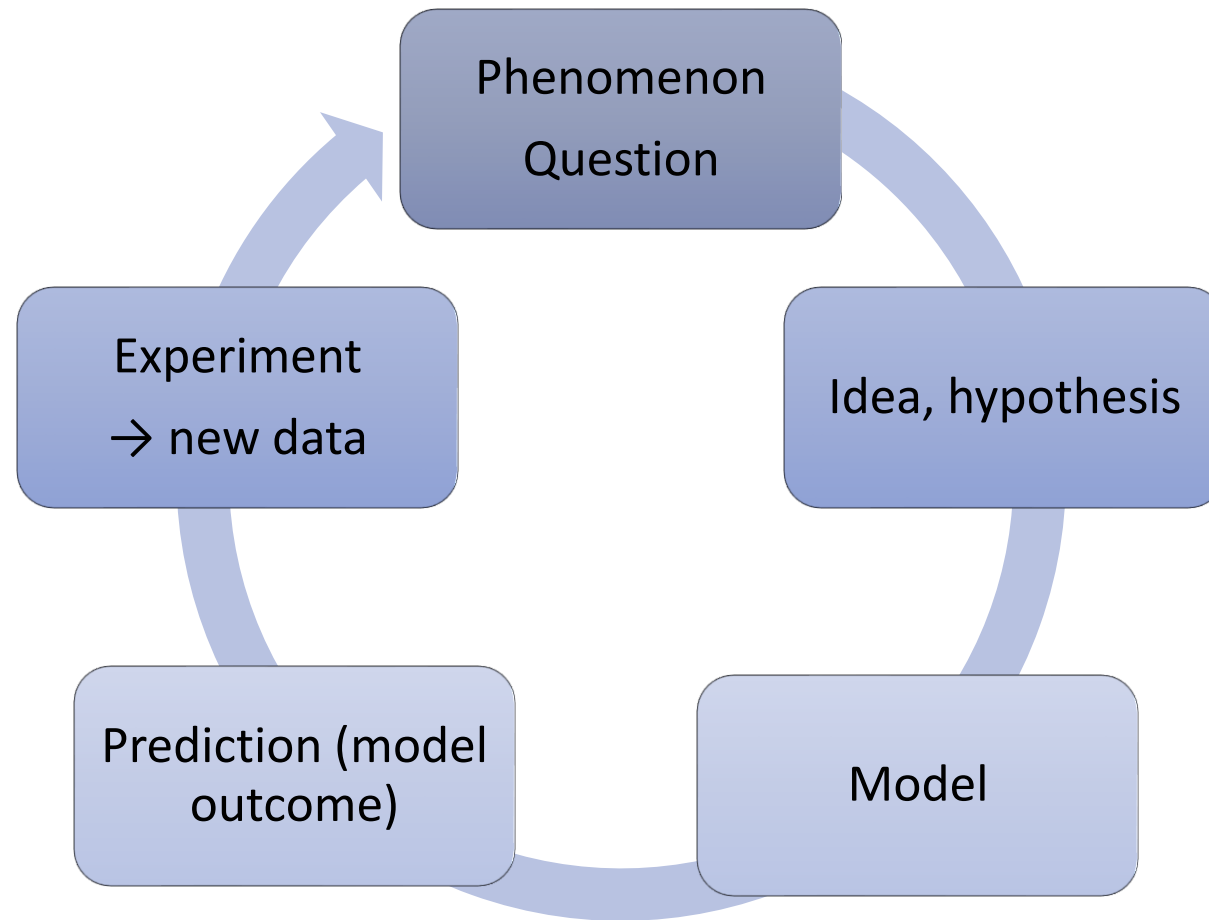 Phenomenon
Question
Idea, hypothesis
Model
Prediction (model
outcome)
Experiment
→ new data